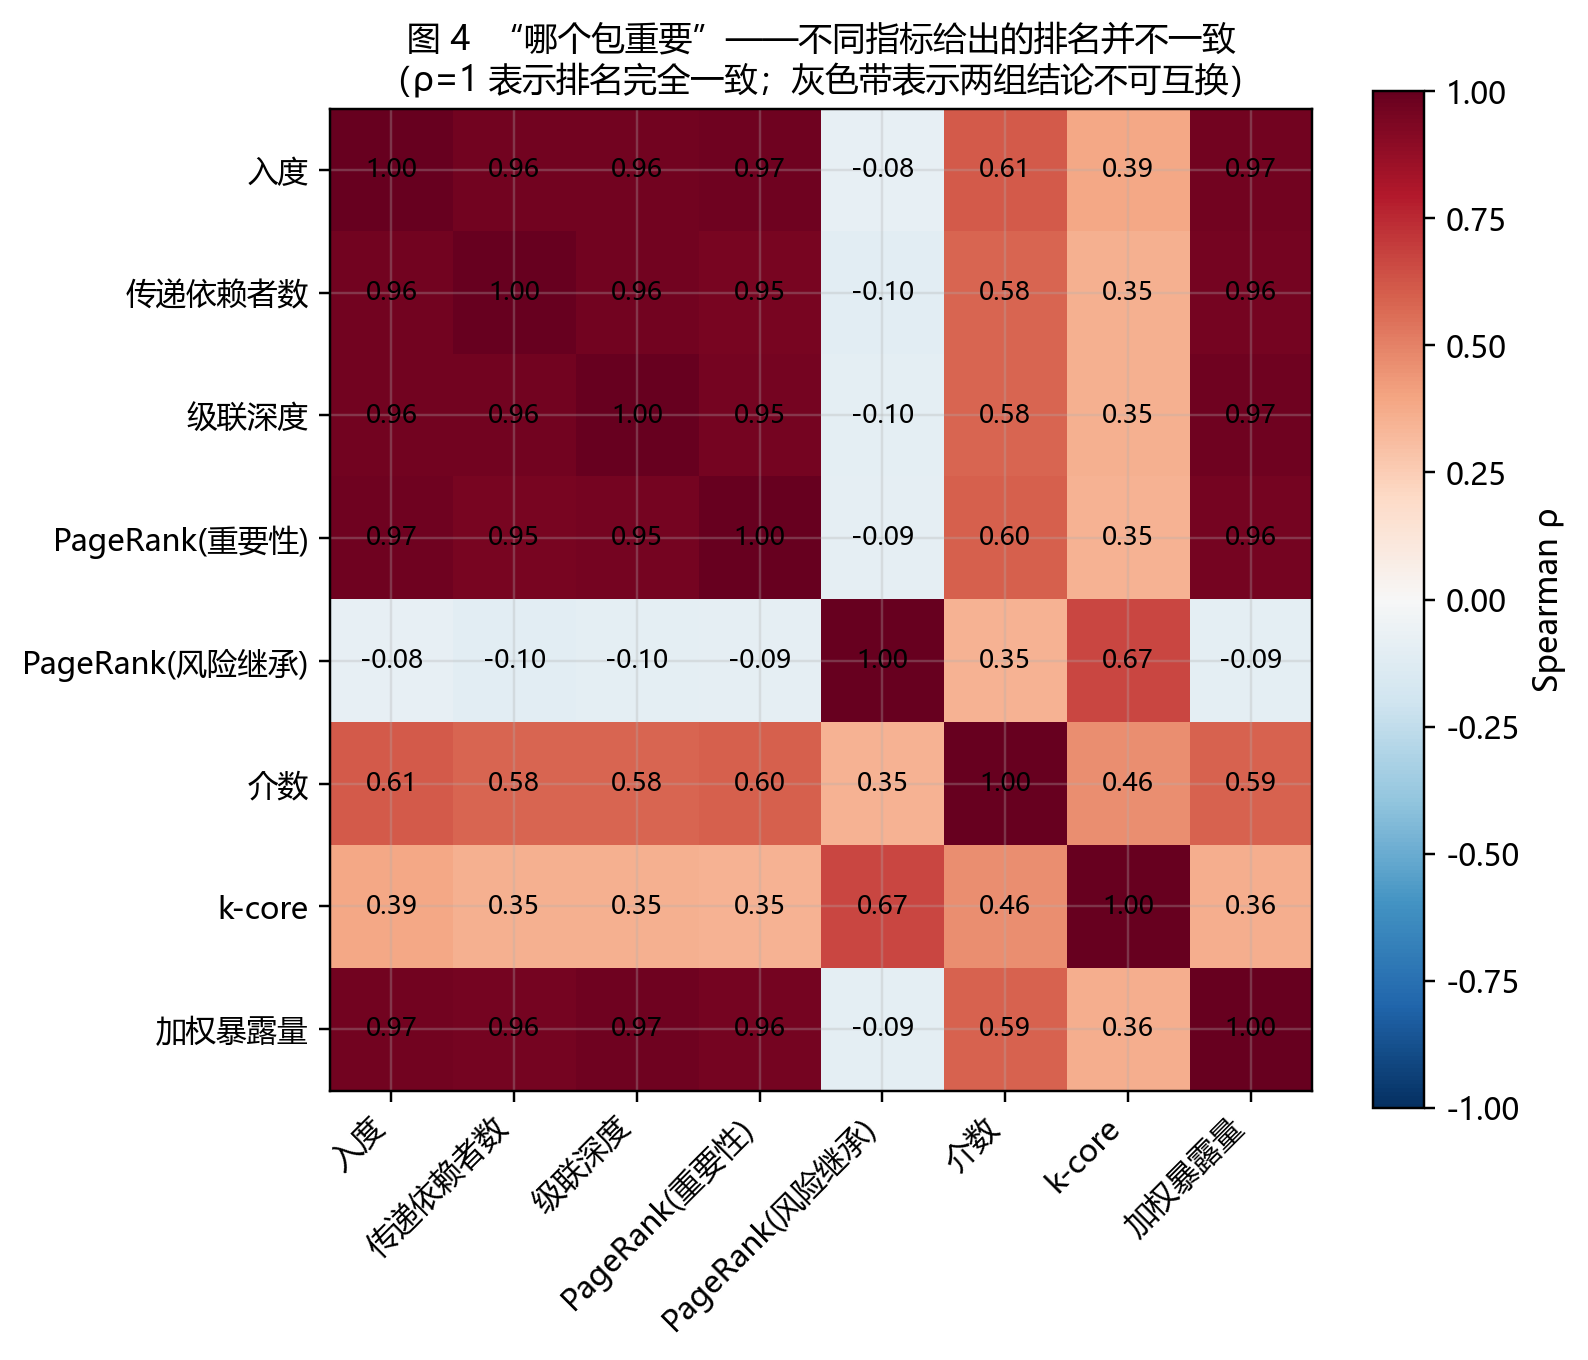 图 4　“哪个包重要”——不同指标给出的排名并不一致
（ρ=1 表示排名完全一致；灰色带表示两组结论不可互换）
入度 1.00 0.96 0.96 0.97 -0.08 0.61 0.39 0.97
传递依赖者数 0.96 1.00 0.96 0.95 -0.10 0.58 0.35 0.96
级联深度 0.96 0.96 1.00 0.95 -0.10 0.58 0.35 0.97
PageRank(重要性) 0.97 0.95 0.95 1.00 -0.09 0.60 0.35 0.96
PageRank(风险继承) -0.08 -0.10 -0.10 -0.09 1.00 0.35 0.67 -0.09
介数 0.61 0.58 0.58 0.60 0.35 1.00 0.46 0.59
k-core 0.39 0.35 0.35 0.35 0.67 0.46 1.00 0.36
加权暴露量 0.97 0.96 0.97 0.96 -0.09 0.59 0.36 1.00
入度
传递依赖者数
级联深度
PageRank(重要性)
PageRank(风险继承)
介数
k-core
加权暴露量
1.00
0.75
0.50
0.25
0.00
-0.25
-0.50
-0.75
-1.00
Spearman ρ